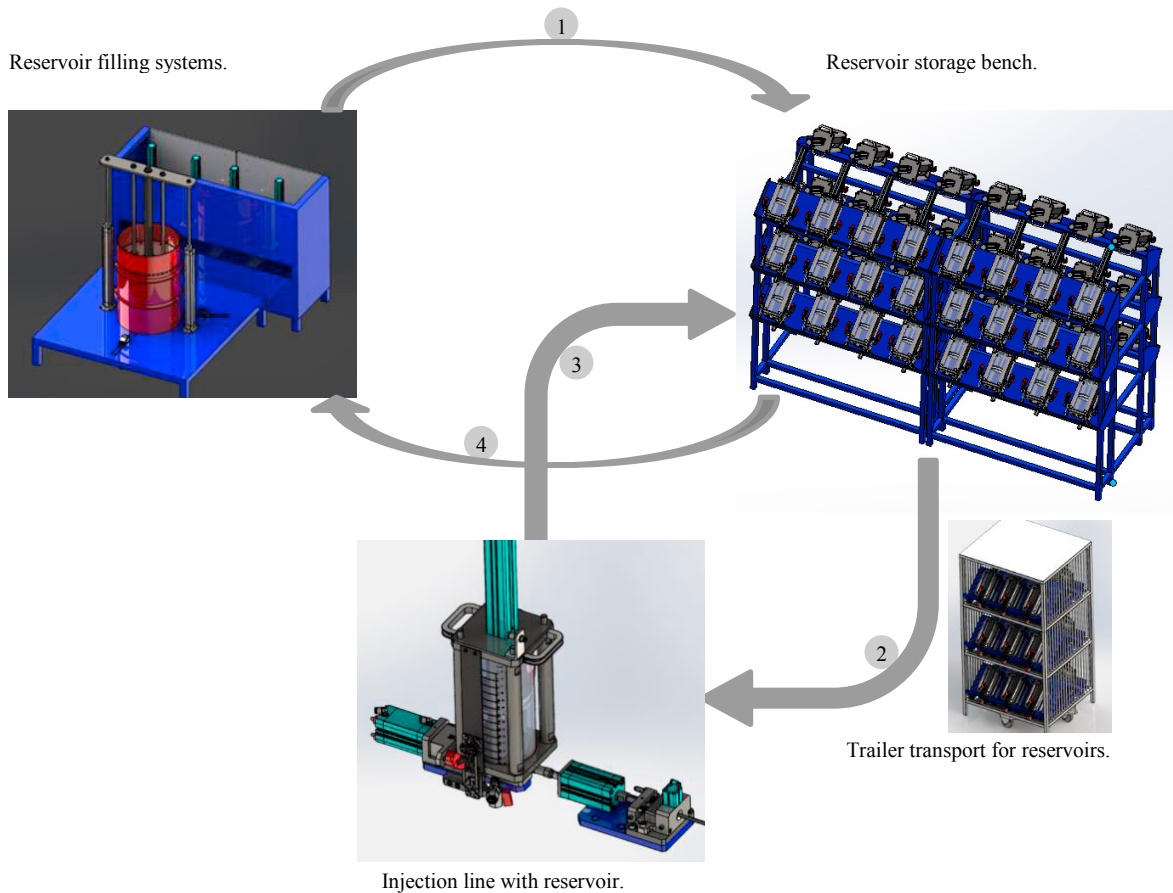 1
Reservoir filling systems.
Reservoir storage bench.
3
4
2
Trailer transport for reservoirs.
Injection line with reservoir.